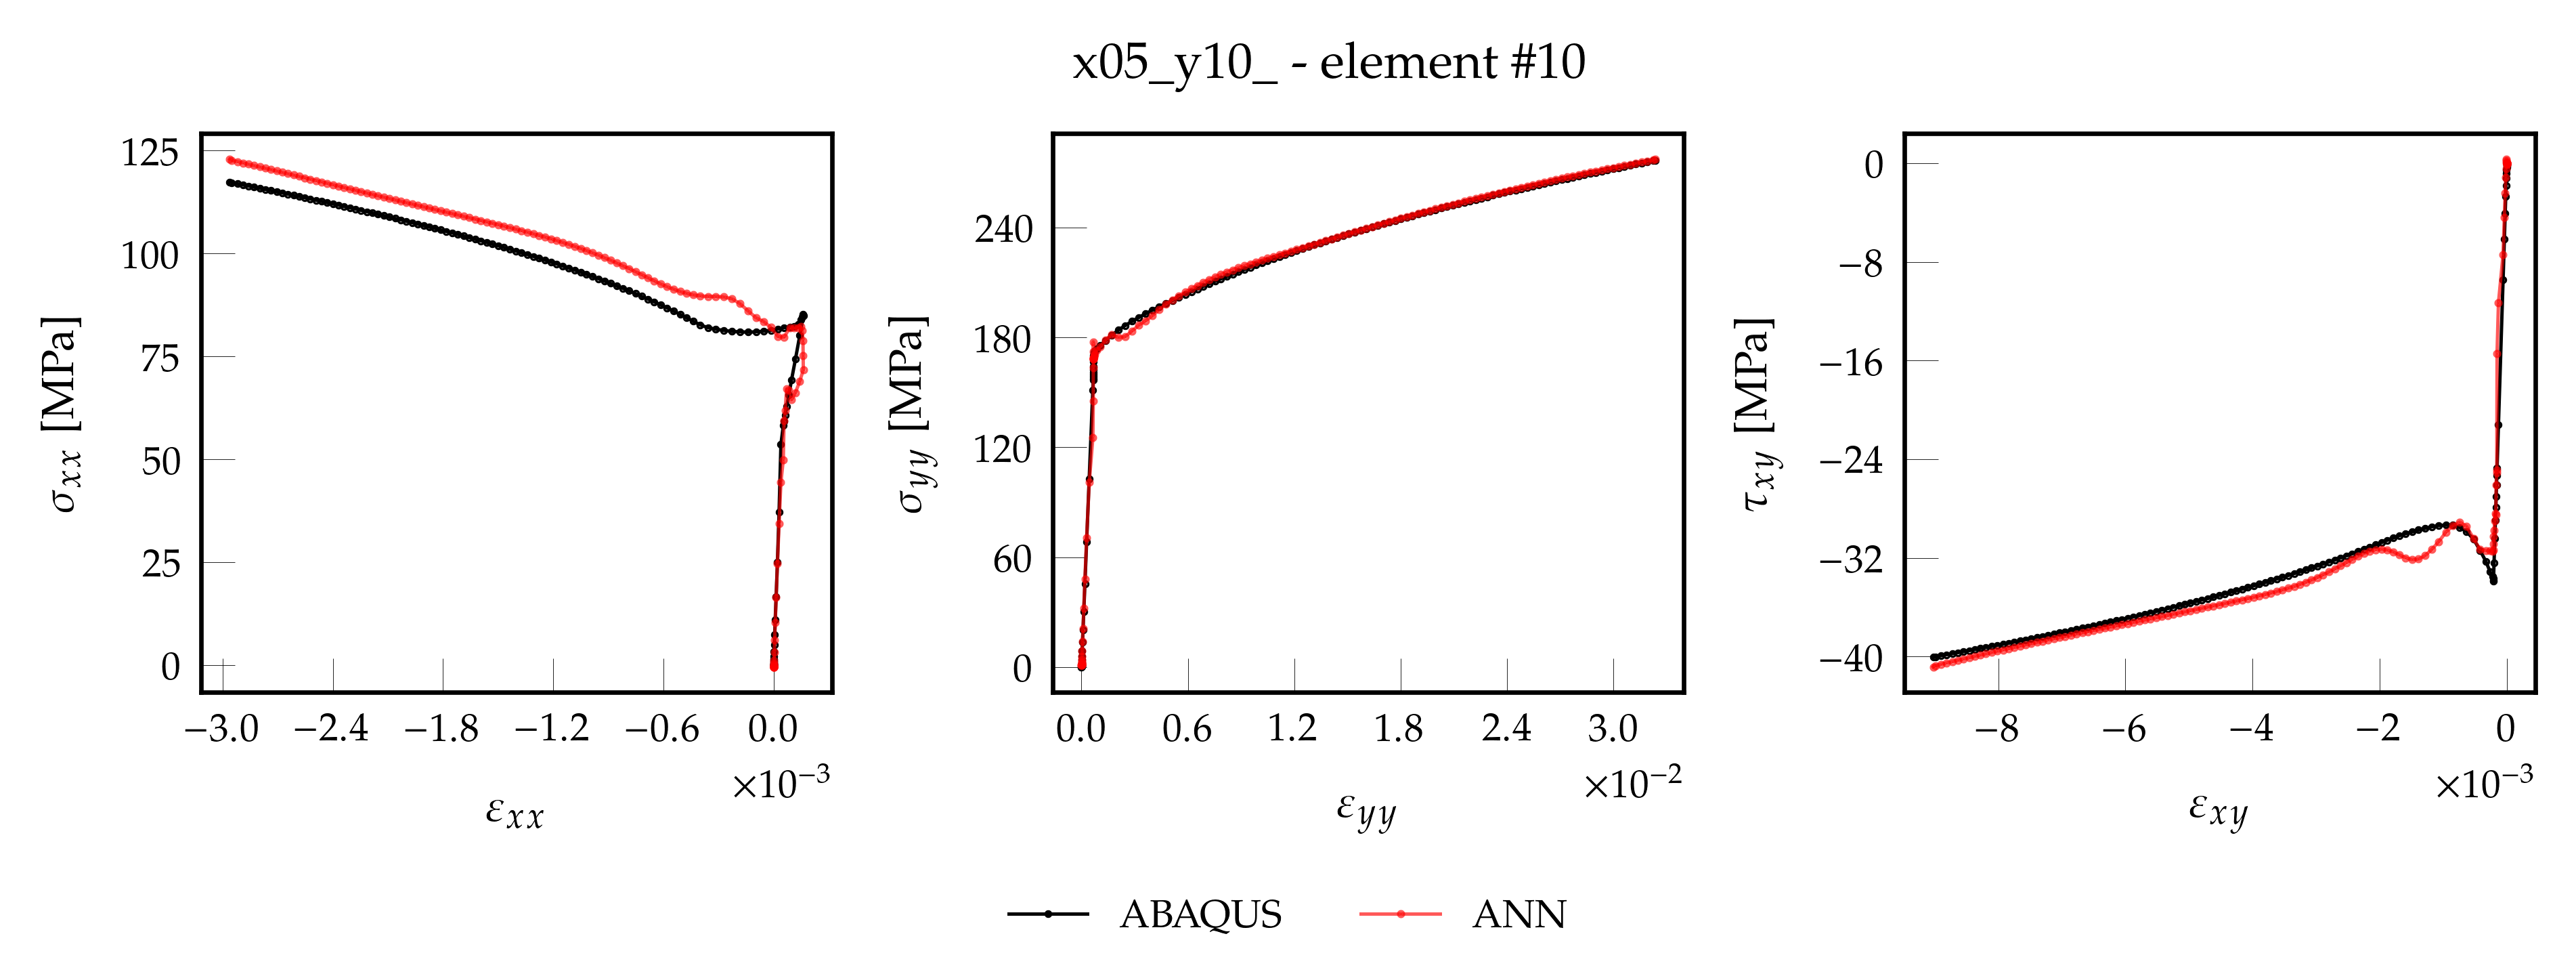 x05_y10_ - element #10
σxx [MPa]
125
100
75
50
25
0
−3.0 −2.4 −1.8 −1.2 −0.6 0.0
×10−3
εxx
σyy [MPa]
240
180
120
60
0
0.0 0.6 1.2 1.8 2.4 3.0
×10−2
εyy
τxy [MPa]
0
−8
−16
−24
−32
−40
−8 −6 −4 −2 0
×10−3
εxy
ABAQUS ANN